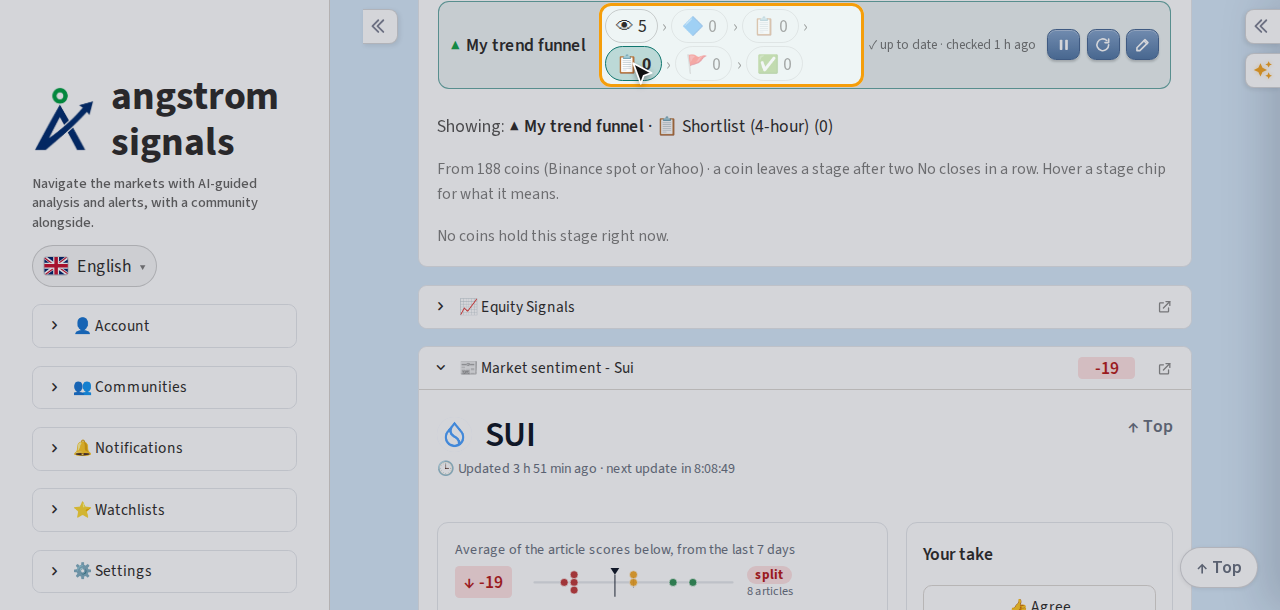 angstrom
signals
Navigate the markets with AI-guided
analysis and alerts, with a community
alongside.
English
Account
Communities
Notifications
Watchlists
Settings
▲ My trend funnel
5 › 0 › 0 ›
0 › 0 › 0
✓ up to date · checked 1 h ago
Showing: ▲ My trend funnel · Shortlist (4-hour) (0)
From 188 coins (Binance spot or Yahoo) · a coin leaves a stage after two No closes in a row. Hover a stage chip
for what it means.
No coins hold this stage right now.
Equity Signals
Market sentiment - Sui -19
SUI
↑ Top
Updated 3 h 51 min ago · next update in 8:08:49
Average of the article scores below, from the last 7 days
↓ -19
split
8 articles
Your take
Agree
↑ Top